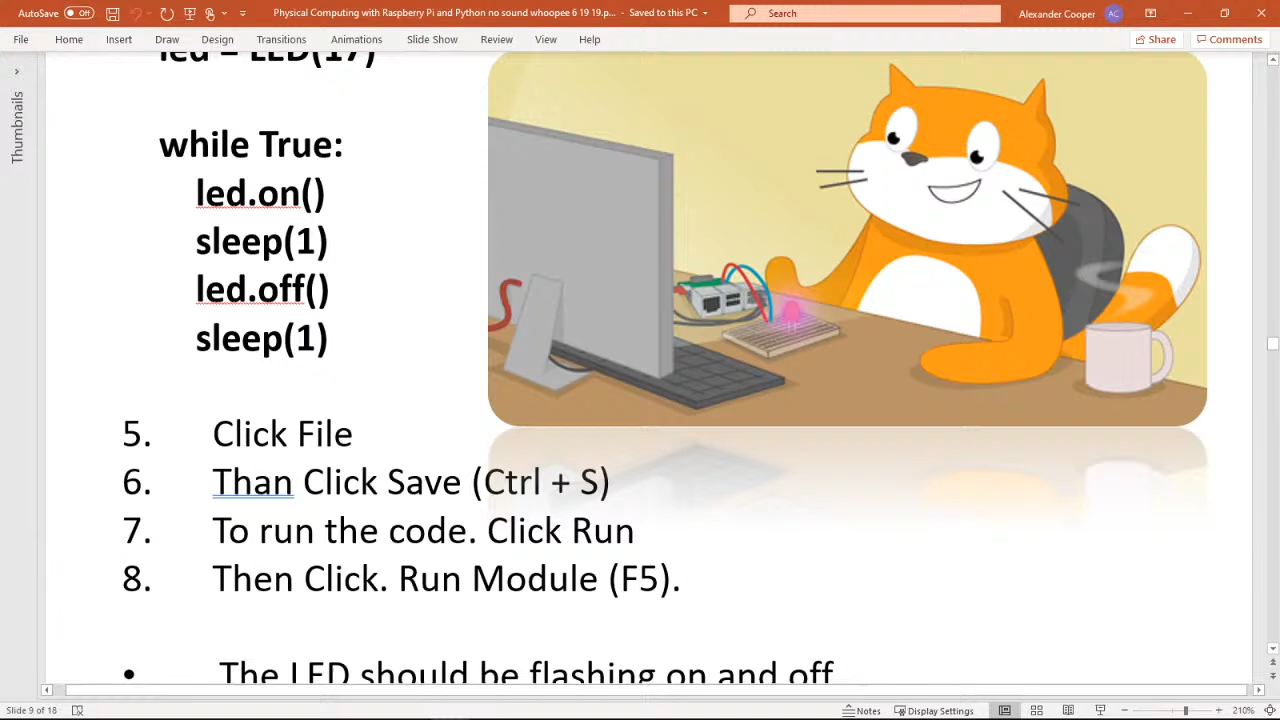 AutoSave Off Physical Computing with Raspberry Pi and Python no sound whoopee 6 19 19.p... - Saved to this PC Search Alexander Cooper AC
File Home Insert Draw Design Transitions Animations Slide Show Review View Help Share Comments
Thumbnails
led = LED(17)
while True:
led.on()
sleep(1)
led.off()
sleep(1)
5. Click File
6. Than Click Save (Ctrl + S)
7. To run the code. Click Run
8. Then Click. Run Module (F5).
• The LED should be flashing on and off
Slide 9 of 18 Notes Display Settings 210%